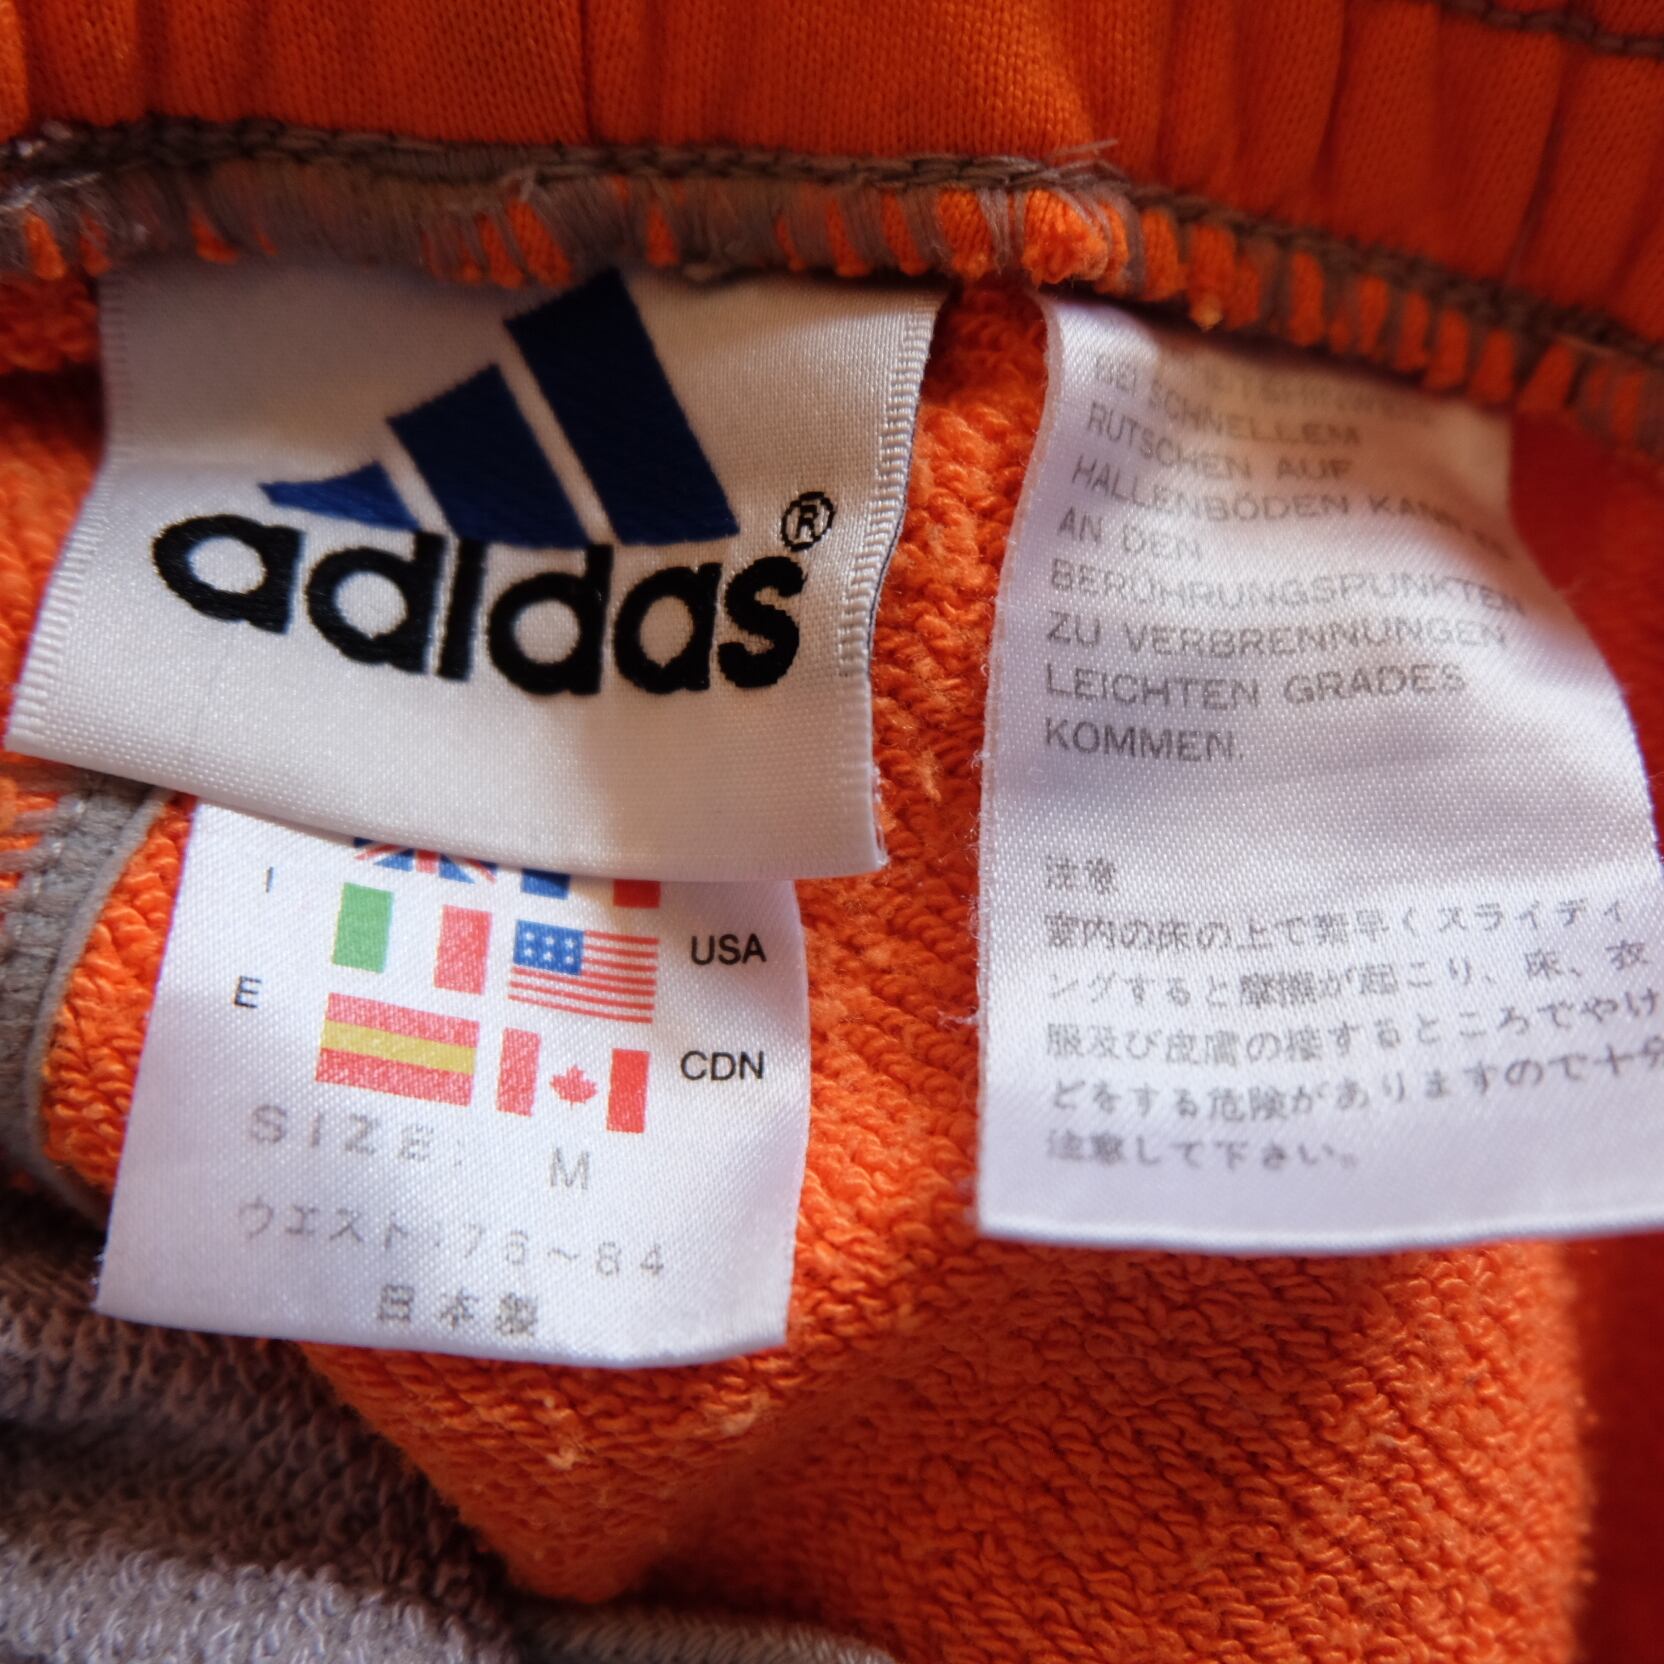 adidas®
I
USA
E
CDN
SIZE: M
ウエスト:76~84
日本製
BEI SCHNELLEM
RUTSCHEN AUF
HALLENBÖDEN
AN DEN
BERÜHRUNGSPUNKTEN
ZU VERBRENNUNGEN
LEICHTEN GRADES
KOMMEN.
注意
室内の床の上で素早くスライディ
ングすると摩擦が起こり、床、衣
服及び皮膚の接するところでやけ
どをする危険がありますので十分
注意して下さい。